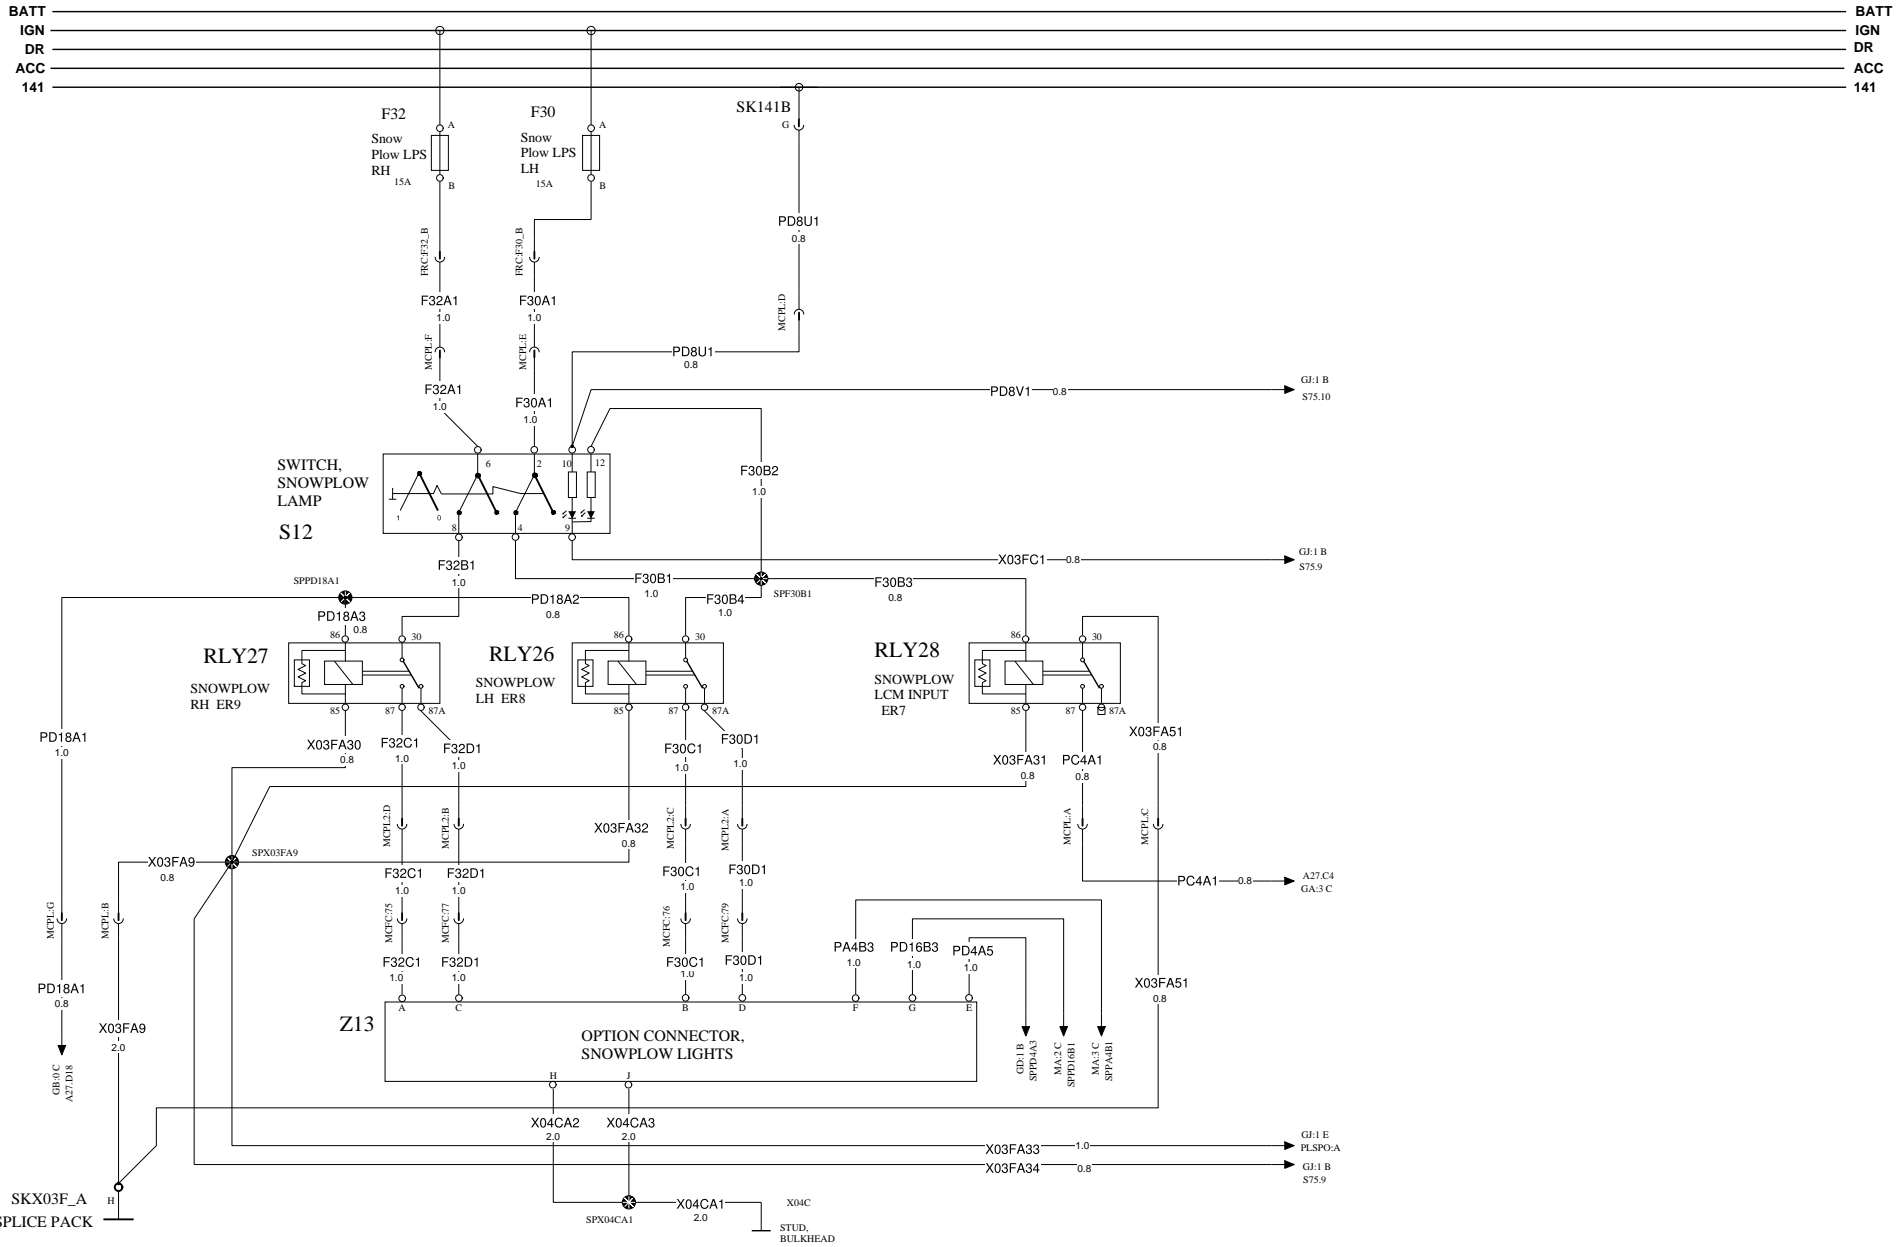 BATT
BATT
IGN
IGN
DR
DR
ACC
ACC
141
141
F32
Snow
Plow LPS
RH
15A
A
B
F30
Snow
Plow LPS
LH
15A
A
B
SK141B
G
PD8U1
0.8
FRC:F32_B
FRC:F30_B
F32A1
1.0
F30A1
1.0
MCPL:D
MCPL:F
MCPL:E
PD8U1
0.8
F32A1
1.0
F30A1
1.0
PD8V1
0.8
GJ:1 B
S75.10
SWITCH,
SNOWPLOW
LAMP
S12
6
2
10
12
1
0
8
4
9
F30B2
1.0
X03FC1
0.8
GJ:1 B
S75.9
F32B1
1.0
SPPD18A1
F30B1
1.0
F30B3
0.8
SPF30B1
PD18A3
0.8
PD18A2
0.8
F30B4
1.0
RLY27
SNOWPLOW
RH ER9
86
30
85
87
87A
RLY26
SNOWPLOW
LH ER8
86
30
85
87
87A
RLY28
SNOWPLOW
LCM INPUT
ER7
86
30
85
87
87A
PD18A1
1.0
X03FA30
0.8
F32C1
1.0
F32D1
1.0
F30C1
1.0
F30D1
1.0
X03FA31
0.8
PC4A1
0.8
X03FA51
0.8
MCPL2:D
MCPL2:B
X03FA32
0.8
MCPL2:C
MCPL2:A
MCPL:A
MCPL:C
X03FA9
0.8
SPX03FA9
F32C1
1.0
F32D1
1.0
F30C1
1.0
F30D1
1.0
PC4A1
0.8
A27.C4
GA:3 C
MCPL:G
MCPL:B
MCFC:75
MCFC:77
MCFC:76
MCFC:79
PD18A1
0.8
X03FA9
2.0
GB:0 C
A27.D18
F32C1
1.0
F32D1
1.0
F30C1
1.0
F30D1
1.0
PA4B3
1.0
PD16B3
1.0
PD4A5
1.0
X03FA51
0.8
Z13
A
C
B
D
F
G
E
OPTION CONNECTOR,
SNOWPLOW LIGHTS
H
J
GD:1 B
SPPD4A3
MA:2 C
SPPD16B1
MA:3 C
SPPA4B1
X04CA2
2.0
X04CA3
2.0
X03FA33
1.0
GJ:1 E
PLSPO:A
X03FA34
0.8
GJ:1 B
S75.9
SKX03F_A
H
SPLICE PACK
SPX04CA1
X04CA1
2.0
X04C
STUD,
BULKHEAD